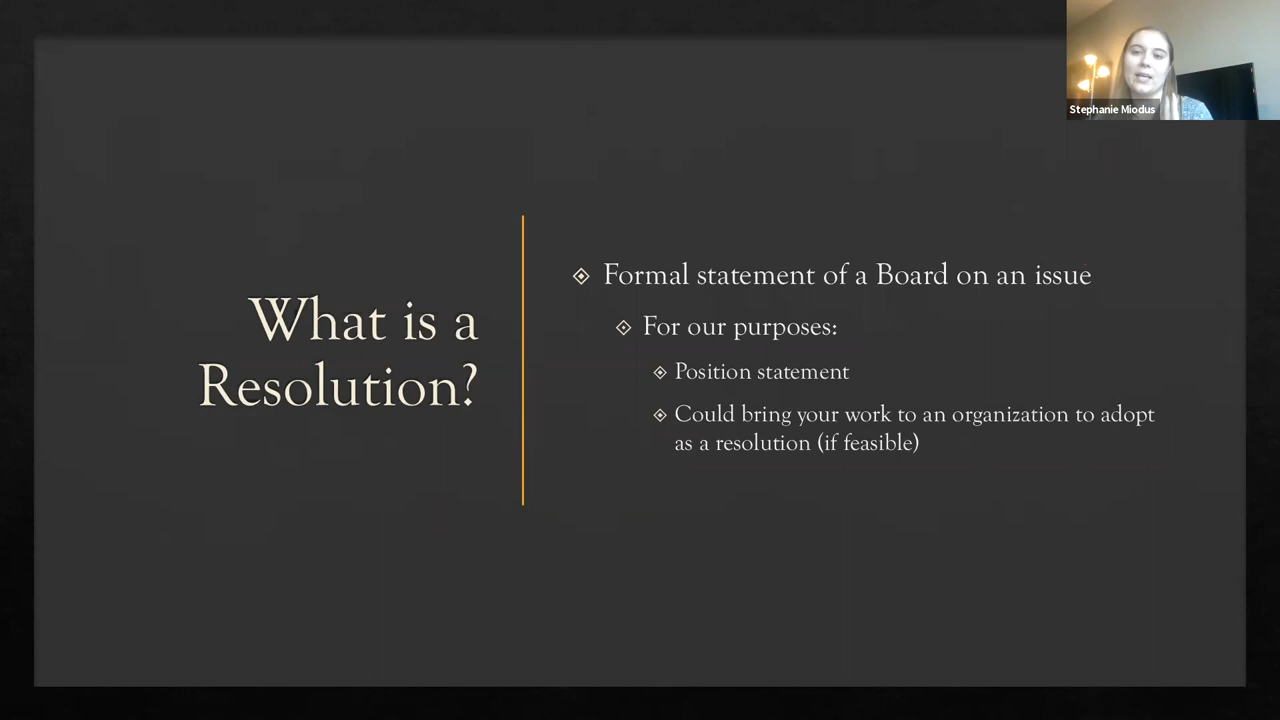 Stephanie Miodus
What is a
Resolution?
Formal statement of a Board on an issue
For our purposes:
Position statement
Could bring your work to an organization to adopt
as a resolution (if feasible)